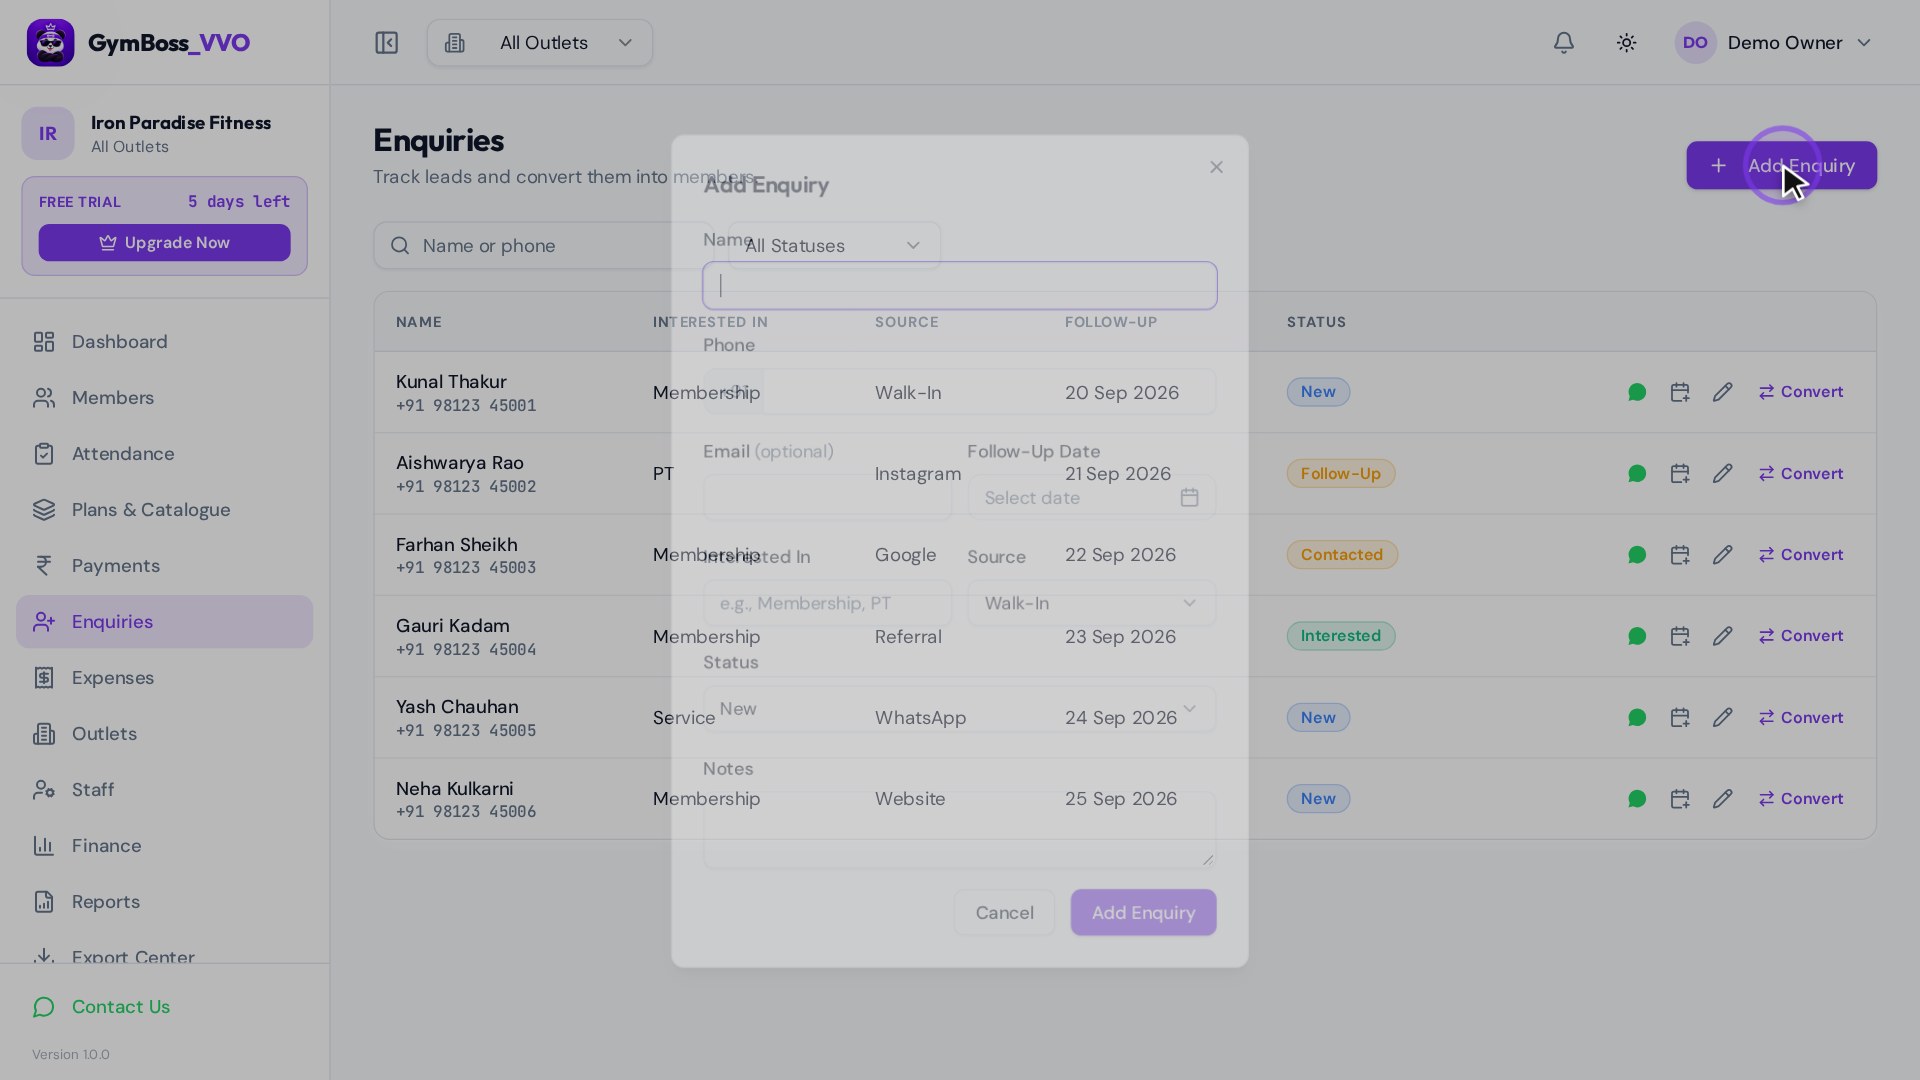 GymBoss_VVO
All Outlets
DO Demo Owner
IR
Iron Paradise Fitness
All Outlets
FREE TRIAL 5 days left
Upgrade Now
Dashboard
Members
Attendance
Plans & Catalogue
Payments
Enquiries
Expenses
Outlets
Staff
Finance
Reports
Export Center
Contact Us
Version 1.0.0
Enquiries
Track leads and convert them into members
Add Enquiry
Name or phone
All Statuses
NAME INTERESTED IN SOURCE FOLLOW-UP STATUS
Kunal Thakur
+91 98123 45001
Membership Walk-In 20 Sep 2026 New Convert
Aishwarya Rao
+91 98123 45002
PT Instagram 21 Sep 2026 Follow-Up Convert
Farhan Sheikh
+91 98123 45003
Membership Google 22 Sep 2026 Contacted Convert
Gauri Kadam
+91 98123 45004
Membership Referral 23 Sep 2026 Interested Convert
Yash Chauhan
+91 98123 45005
Service WhatsApp 24 Sep 2026 New Convert
Neha Kulkarni
+91 98123 45006
Membership Website 25 Sep 2026 New Convert
Add Enquiry
Name
Phone
Email (optional)
Follow-Up Date
Select date
Interested In
e.g., Membership, PT
Source
Walk-In
Status
New
Notes
Cancel
Add Enquiry